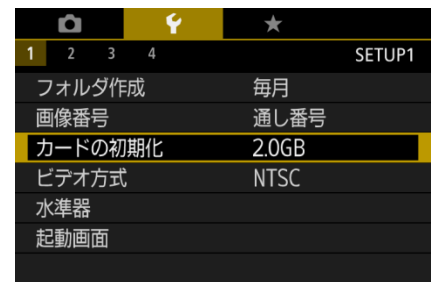 1 2 3 4 SETUP1
フォルダ作成 毎月
画像番号 通し番号
カードの初期化 2.0GB
ビデオ方式 NTSC
水準器
起動画面